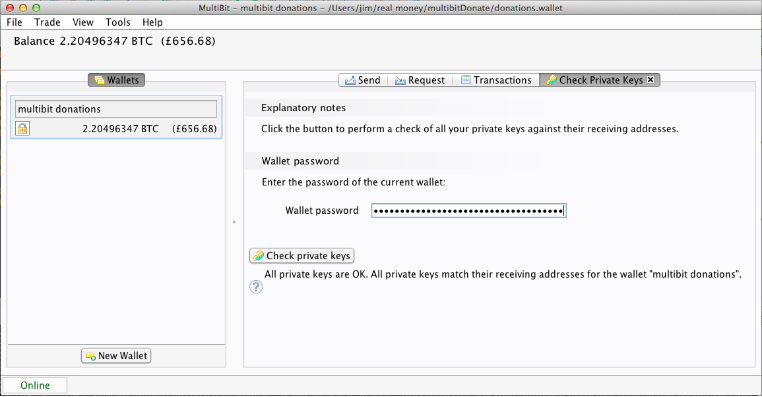 MultiBit – multibit donations – /Users/jim/real money/multibitDonate/donations.wallet
File Trade View Tools Help
Balance 2.20496347 BTC (£656.68)
Wallets
multibit donations
2.20496347 BTC (£656.68)
New Wallet
Send Request Transactions Check Private Keys
Explanatory notes
Click the button to perform a check of all your private keys against their receiving addresses.
Wallet password
Enter the password of the current wallet:
Wallet password
Check private keys
All private keys are OK. All private keys match their receiving addresses for the wallet "multibit donations".
?
Online